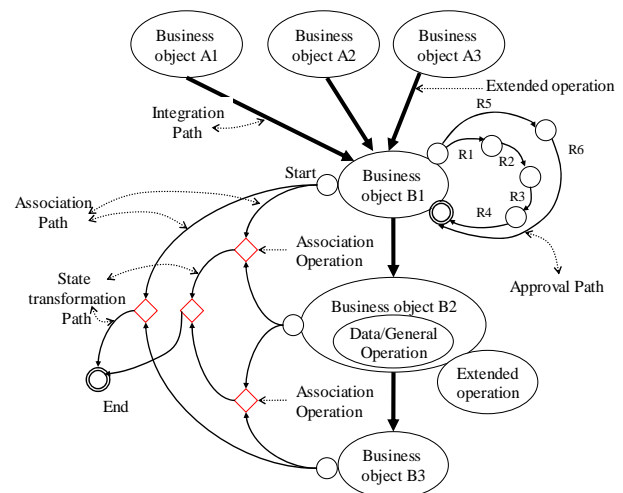 Business
object A1
Business
object A2
Business
object A3
Extended operation
Integration
Path
R5
R1
R2
R6
R3
R4
Start
Business
object B1
Association
Path
Association
Operation
Approval Path
State
transformation
Path
Business object B2
Data/General
Operation
Extended
operation
End
Association
Operation
Business
object B3